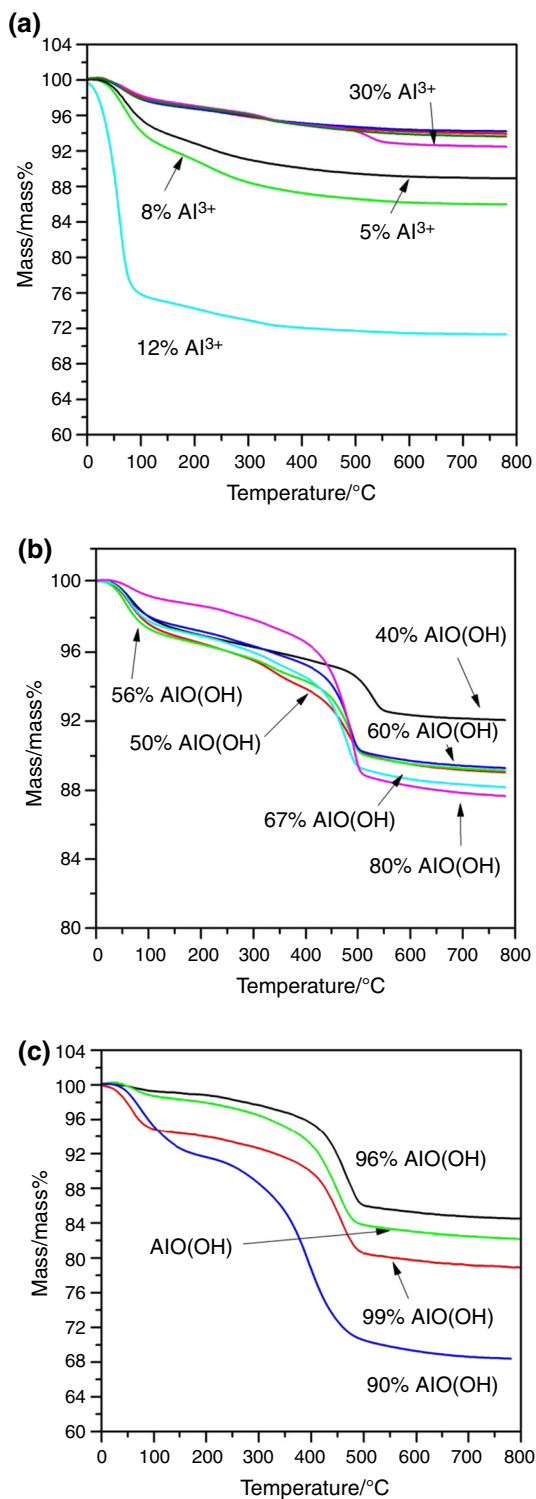 (a)
104
100
96
92
88
84
80
76
72
68
64
60
Mass/mass%
30% Al³⁺
8% Al³⁺
5% Al³⁺
12% Al³⁺
0 100 200 300 400 500 600 700 800
Temperature/°C
(b)
100
96
92
88
84
80
Mass/mass%
40% AlO(OH)
56% AlO(OH)
60% AlO(OH)
50% AlO(OH)
67% AlO(OH)
80% AlO(OH)
0 100 200 300 400 500 600 700 800
Temperature/°C
(c)
104
100
96
92
88
84
80
76
72
68
64
60
Mass/mass%
96% AlO(OH)
AlO(OH)
99% AlO(OH)
90% AlO(OH)
0 100 200 300 400 500 600 700 800
Temperature/°C